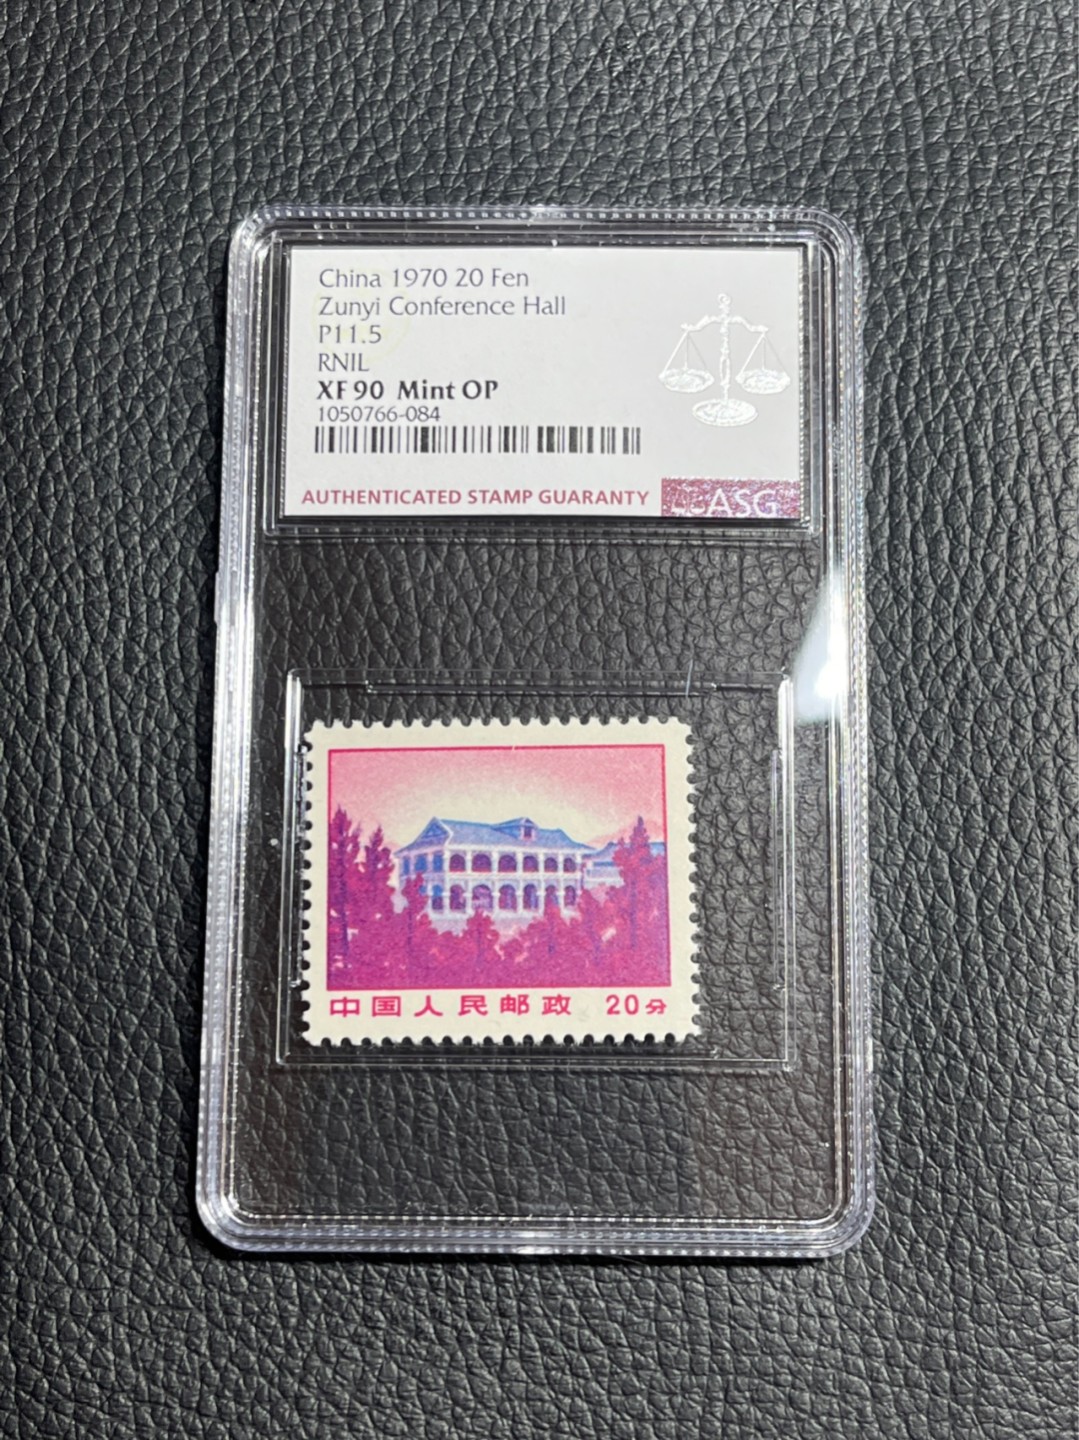 China 1970 20 Fen
Zunyi Conference Hall
P11.5
RNIL
XF 90 Mint OP
1050766-084
AUTHENTICATED STAMP GUARANTY ASG
中国人民邮政 20分